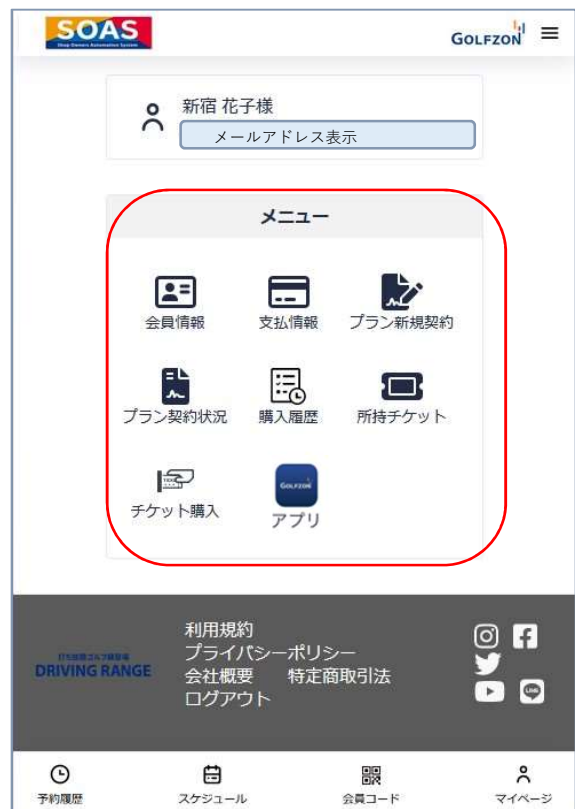 SOAS
Shop Owners Automation System
GOLFZON
新宿 花子様
メールアドレス表示
メニュー
会員情報
支払情報
プラン新規契約
プラン契約状況
購入履歴
所持チケット
チケット購入
GOLFZON
アプリ
利用規約
プライバシーポリシー
会社概要 特定商取引法
ログアウト
DRIVING RANGE
LINE
予約履歴
スケジュール
会員コード
マイページ